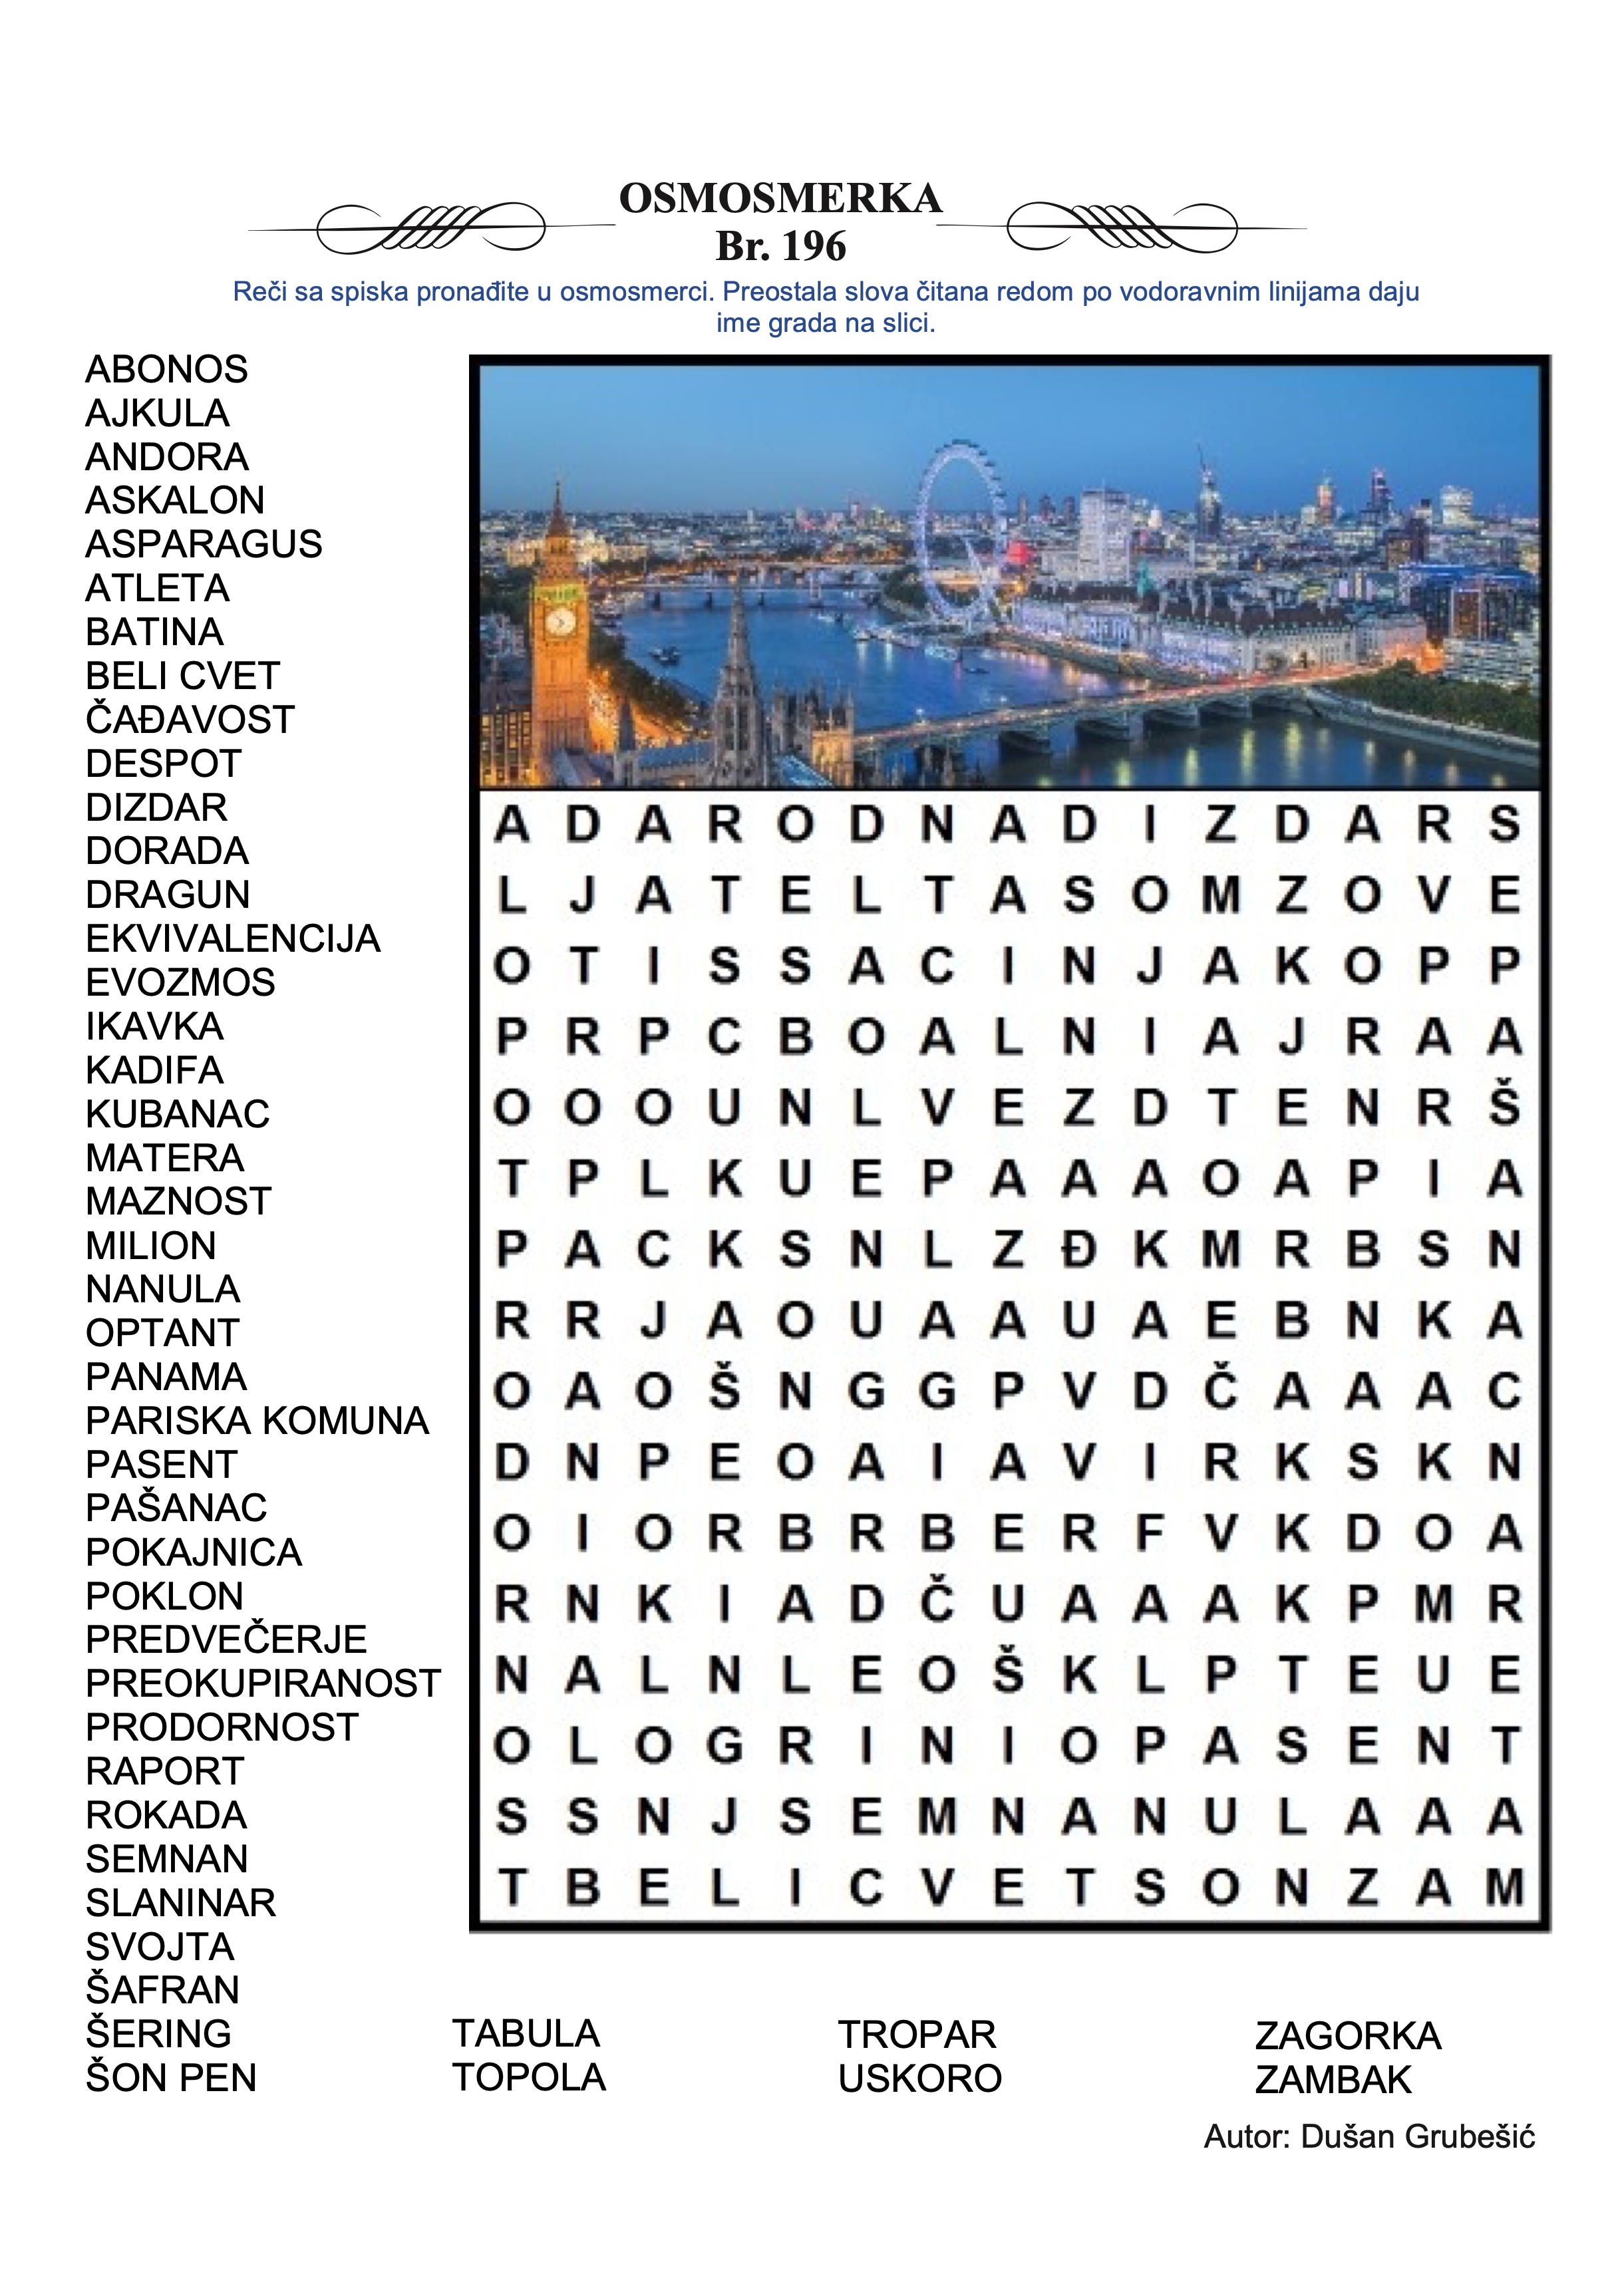 OSMOSMERKA
Br. 196
Reči sa spiska pronađite u osmosmerci. Preostala slova čitana redom po vodoravnim linijama daju
ime grada na slici.
ABONOS
AJKULA
ANDORA
ASKALON
ASPARAGUS
ATLETA
BATINA
BELI CVET
ČAĐAVOST
DESPOT
DIZDAR
DORADA
DRAGUN
EKVIVALENCIJA
EVOZMOS
IKAVKA
KADIFA
KUBANAC
MATERA
MAZNOST
MILION
NANULA
OPTANT
PANAMA
PARISKA KOMUNA
PASENT
PAŠANAC
POKAJNICA
POKLON
PREDVEČERJE
PREOKUPIRANOST
PRODORNOST
RAPORT
ROKADA
SEMNAN
SLANINAR
SVOJTA
ŠAFRAN
ŠERING
ŠON PEN
A D A R O D N A D I Z D A R S
L J A T E L T A S O M Z O V E
O T I S S A C I N J A K O P P
P R P C B O A L N I A J R A A
O O O U N L V E Z D T E N R Š
T P L K U E P A A A O A P I A
P A C K S N L Z Đ K M R B S N
R R J A O U A A U A E B N K A
O A O Š N G G P V D Č A A A C
D N P E O A I A V I R K S K N
O I O R B R B E R F V K D O A
R N K I A D Č U A A A K P M R
N A L N L E O Š K L P T E U E
O L O G R I N I O P A S E N T
S S N J S E M N A N U L A A A
T B E L I C V E T S O N Z A M
TABULA
TOPOLA
TROPAR
USKORO
ZAGORKA
ZAMBAK
Autor: Dušan Grubešić